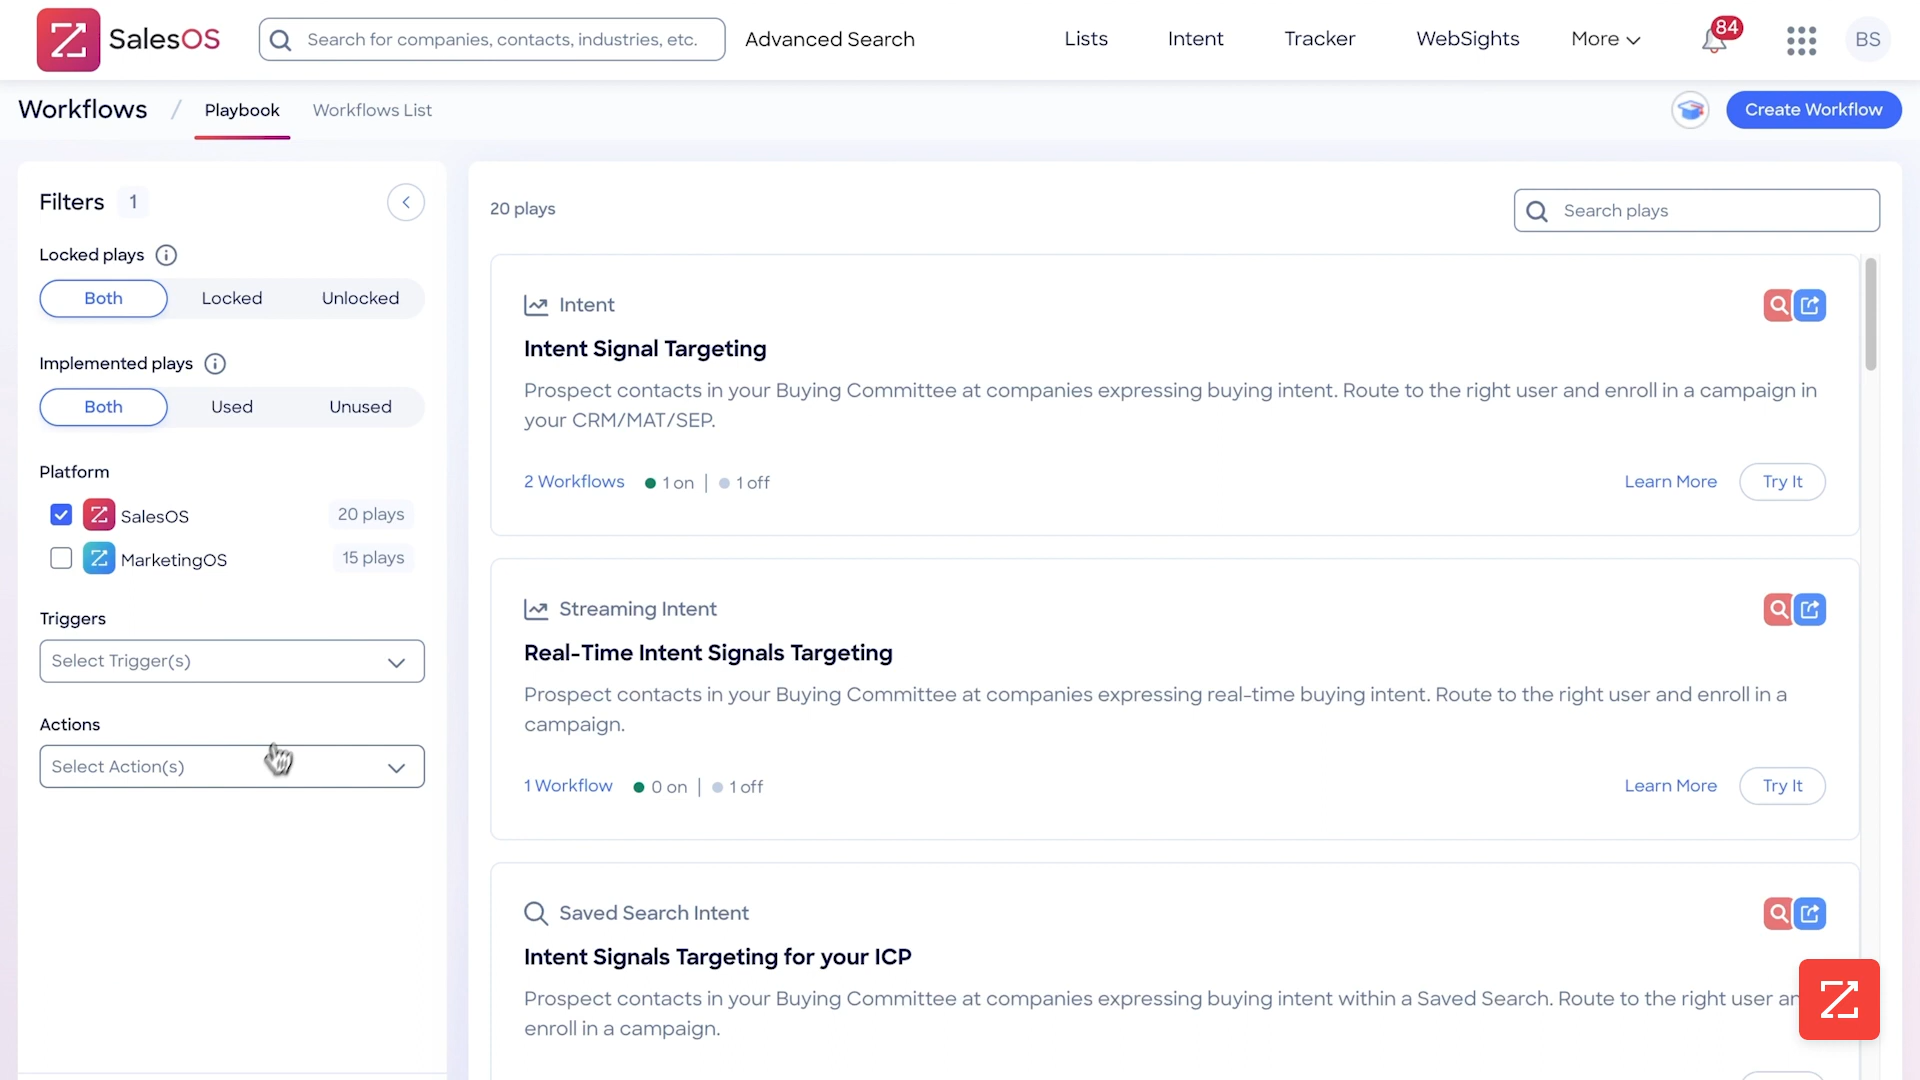 SalesOS
Search for companies, contacts, industries, etc.
Advanced Search
Lists
Intent
Tracker
WebSights
More
84
BS
Workflows / Playbook
Workflows List
Create Workflow
Filters 1
Locked plays
Both
Locked
Unlocked
Implemented plays
Both
Used
Unused
Platform
SalesOS
20 plays
MarketingOS
15 plays
Triggers
Select Trigger(s)
Actions
Select Action(s)
20 plays
Search plays
Intent
Intent Signal Targeting
Prospect contacts in your Buying Committee at companies expressing buying intent. Route to the right user and enroll in a campaign in
your CRM/MAT/SEP.
2 Workflows
1 on | 1 off
Learn More
Try It
Streaming Intent
Real-Time Intent Signals Targeting
Prospect contacts in your Buying Committee at companies expressing real-time buying intent. Route to the right user and enroll in a
campaign.
1 Workflow
0 on | 1 off
Learn More
Try It
Saved Search Intent
Intent Signals Targeting for your ICP
Prospect contacts in your Buying Committee at companies expressing buying intent within a Saved Search. Route to the right user
enroll in a campaign.